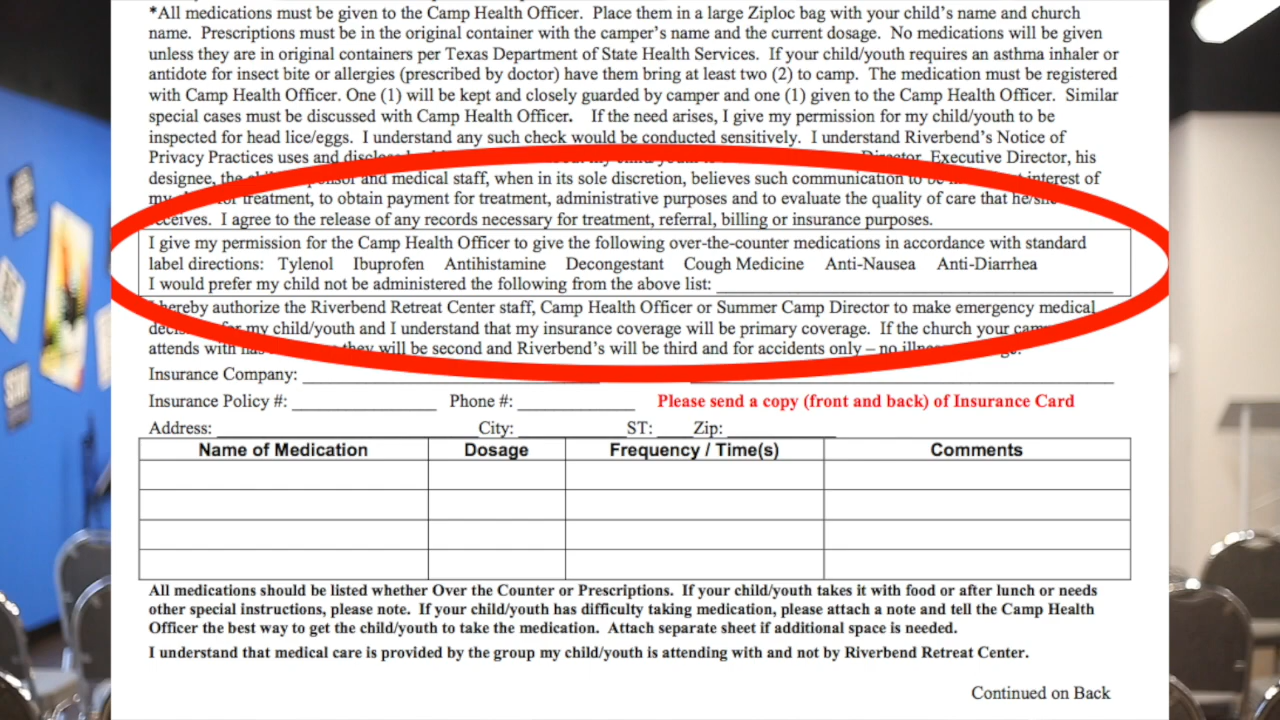 *All medications must be given to the Camp Health Officer. Place them in a large Ziploc bag with your child's name and church
name. Prescriptions must be in the original container with the camper's name and the current dosage. No medications will be given
unless they are in original containers per Texas Department of State Health Services. If your child/youth requires an asthma inhaler or
antidote for insect bite or allergies (prescribed by doctor) have them bring at least two (2) to camp. The medication must be registered
with Camp Health Officer. One (1) will be kept and closely guarded by camper and one (1) given to the Camp Health Officer. Similar
special cases must be discussed with Camp Health Officer. If the need arises, I give my permission for my child/youth to be
inspected for head lice/eggs. I understand any such check would be conducted sensitively. I understand Riverbend's Notice of
Privacy Practices uses and Director, Executive Director, his
designee, the and medical staff, when in its sole discretion, believes such communication to interest of
treatment, to obtain payment for treatment, administrative purposes and to evaluate the quality of care that
receives. I agree to the release of any records necessary for treatment, referral, billing or insurance purposes.
I give my permission for the Camp Health Officer to give the following over-the-counter medications in accordance with standard
label directions: Tylenol Ibuprofen Antihistamine Decongestant Cough Medicine Anti-Nausea Anti-Diarrhea
I would prefer my child not be administered the following from the above list:
I hereby authorize the Riverbend Retreat Center staff, Camp Health Officer or Summer Camp Director to make emergency medical
my child/youth and I understand that my insurance coverage will be primary coverage. If the church your
attends with they will be second and Riverbend's will be third and for accidents only – no
Insurance Company:
Insurance Policy #: Phone #: Please send a copy (front and back) of Insurance Card
Address: City: ST: Zip:
Name of Medication Dosage Frequency / Time(s) Comments
All medications should be listed whether Over the Counter or Prescriptions. If your child/youth takes it with food or after lunch or needs
other special instructions, please note. If your child/youth has difficulty taking medication, please attach a note and tell the Camp Health
Officer the best way to get the child/youth to take the medication. Attach separate sheet if additional space is needed.
I understand that medical care is provided by the group my child/youth is attending with and not by Riverbend Retreat Center.
Continued on Back